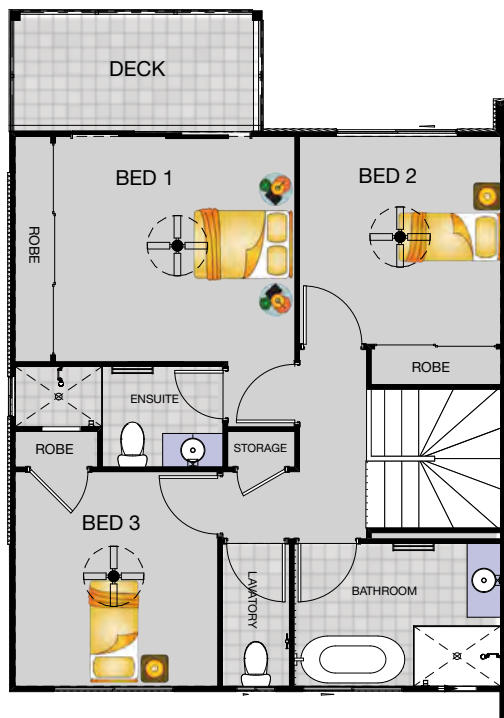 DECK
BED 1
BED 2
ROBE
ROBE
ENSUITE
ROBE
STORAGE
BED 3
LAVATORY
BATHROOM